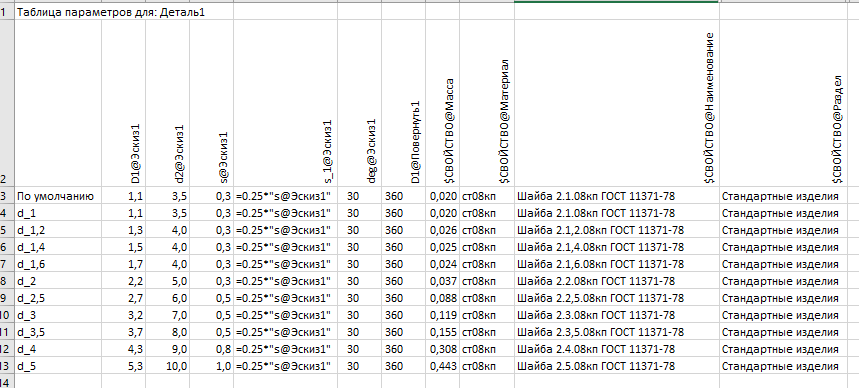 1 Таблица параметров для: Деталь1
2 D1@Эскиз1 d2@Эскиз1 s@Эскиз1 s_1@Эскиз1 deg@Эскиз1 D1@Повернуть1 $СВОЙСТВО@Масса $СВОЙСТВО@Материал $СВОЙСТВО@Наименование $СВОЙСТВО@Раздел
3 По умолчанию 1,1 3,5 0,3 =0.25*"s@Эскиз1" 30 360 0,020 ст08кп Шайба 2.1.08кп ГОСТ 11371-78 Стандартные изделия
4 d_1 1,1 3,5 0,3 =0.25*"s@Эскиз1" 30 360 0,020 ст08кп Шайба 2.1.08кп ГОСТ 11371-78 Стандартные изделия
5 d_1,2 1,3 4,0 0,3 =0.25*"s@Эскиз1" 30 360 0,026 ст08кп Шайба 2.1,2.08кп ГОСТ 11371-78 Стандартные изделия
6 d_1,4 1,5 4,0 0,3 =0.25*"s@Эскиз1" 30 360 0,025 ст08кп Шайба 2.1,4.08кп ГОСТ 11371-78 Стандартные изделия
7 d_1,6 1,7 4,0 0,3 =0.25*"s@Эскиз1" 30 360 0,024 ст08кп Шайба 2.1,6.08кп ГОСТ 11371-78 Стандартные изделия
8 d_2 2,2 5,0 0,3 =0.25*"s@Эскиз1" 30 360 0,037 ст08кп Шайба 2.2.08кп ГОСТ 11371-78 Стандартные изделия
9 d_2,5 2,7 6,0 0,5 =0.25*"s@Эскиз1" 30 360 0,088 ст08кп Шайба 2.2,5.08кп ГОСТ 11371-78 Стандартные изделия
10 d_3 3,2 7,0 0,5 =0.25*"s@Эскиз1" 30 360 0,119 ст08кп Шайба 2.3.08кп ГОСТ 11371-78 Стандартные изделия
11 d_3,5 3,7 8,0 0,5 =0.25*"s@Эскиз1" 30 360 0,155 ст08кп Шайба 2.3,5.08кп ГОСТ 11371-78 Стандартные изделия
12 d_4 4,3 9,0 0,8 =0.25*"s@Эскиз1" 30 360 0,308 ст08кп Шайба 2.4.08кп ГОСТ 11371-78 Стандартные изделия
13 d_5 5,3 10,0 1,0 =0.25*"s@Эскиз1" 30 360 0,443 ст08кп Шайба 2.5.08кп ГОСТ 11371-78 Стандартные изделия
14